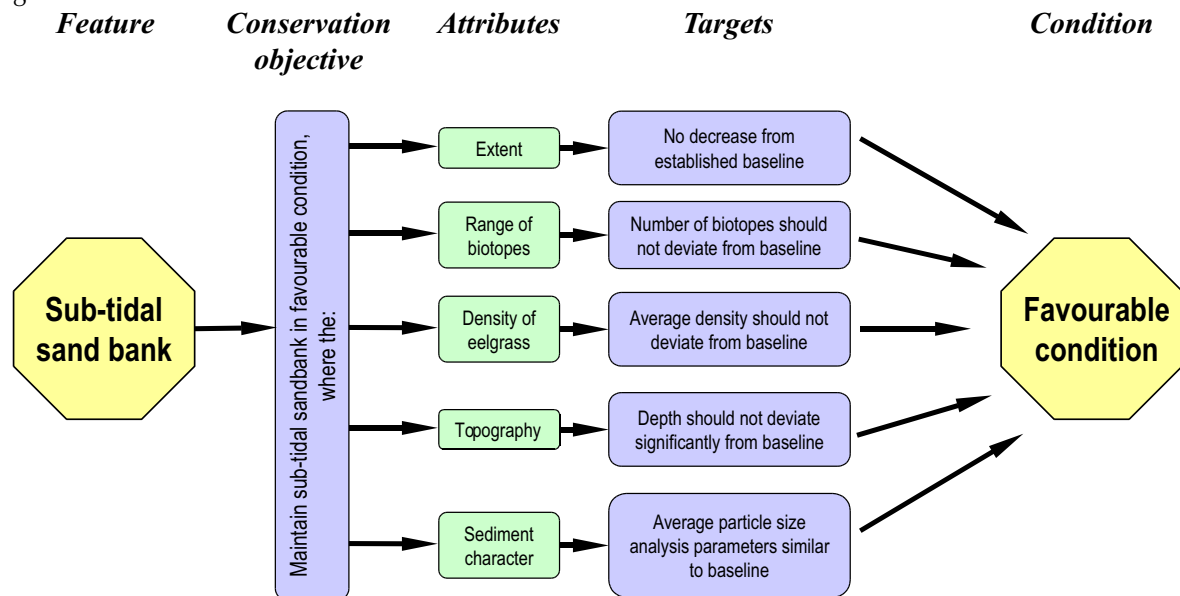 Feature
Conservation
objective
Attributes
Targets
Condition
Sub-tidal
sand bank
Maintain sub-tidal sandbank in favourable condition,
where the:
Extent
No decrease from
established baseline
Range of
biotopes
Number of biotopes should
not deviate from baseline
Density of
eelgrass
Average density should not
deviate from baseline
Topography
Depth should not deviate
significantly from baseline
Sediment
character
Average particle size
analysis parameters similar
to baseline
Favourable
condition